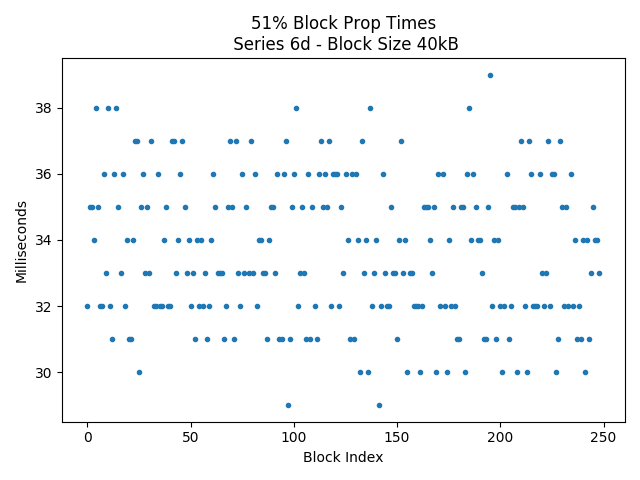 51% Block Prop Times
Series 6d - Block Size 40kB
Milliseconds
38
36
34
32
30
0 50 100 150 200 250
Block Index